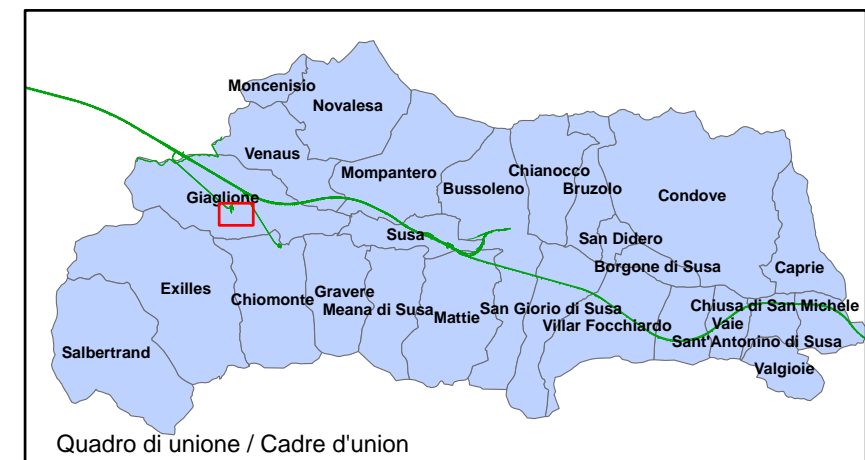 Moncenisio
Novalesa
Venaus
Mompantero
Chianocco
Bussoleno
Bruzolo
Condove
Giaglione
Susa
San Didero
Borgone di Susa
Caprie
Exilles
Chiomonte
Gravere
Meana di Susa
Mattie
San Giorio di Susa
Villar Focchiardo
Chiusa di San Michele
Vaie
Sant'Antonino di Susa
Salbertrand
Valgioie
Quadro di unione / Cadre d'union